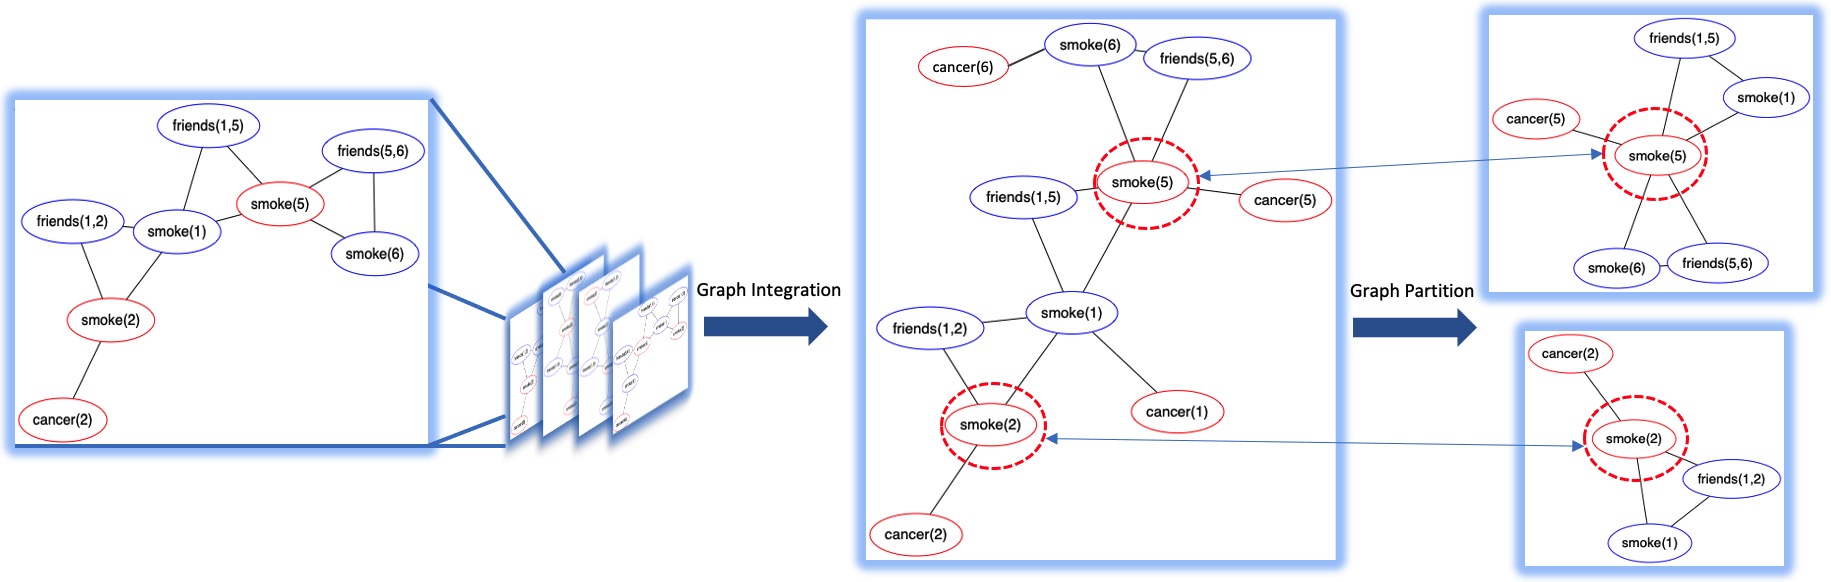 friends(1,5)
friends(5,6)
smoke(5)
friends(1,2)
smoke(1)
smoke(6)
smoke(2)
cancer(2)
Graph Integration
smoke(6)
cancer(6)
friends(5,6)
smoke(5)
friends(1,5)
cancer(5)
smoke(1)
friends(1,2)
cancer(1)
smoke(2)
cancer(2)
Graph Partition
friends(1,5)
smoke(1)
cancer(5)
smoke(5)
smoke(6)
friends(5,6)
cancer(2)
smoke(2)
friends(1,2)
smoke(1)